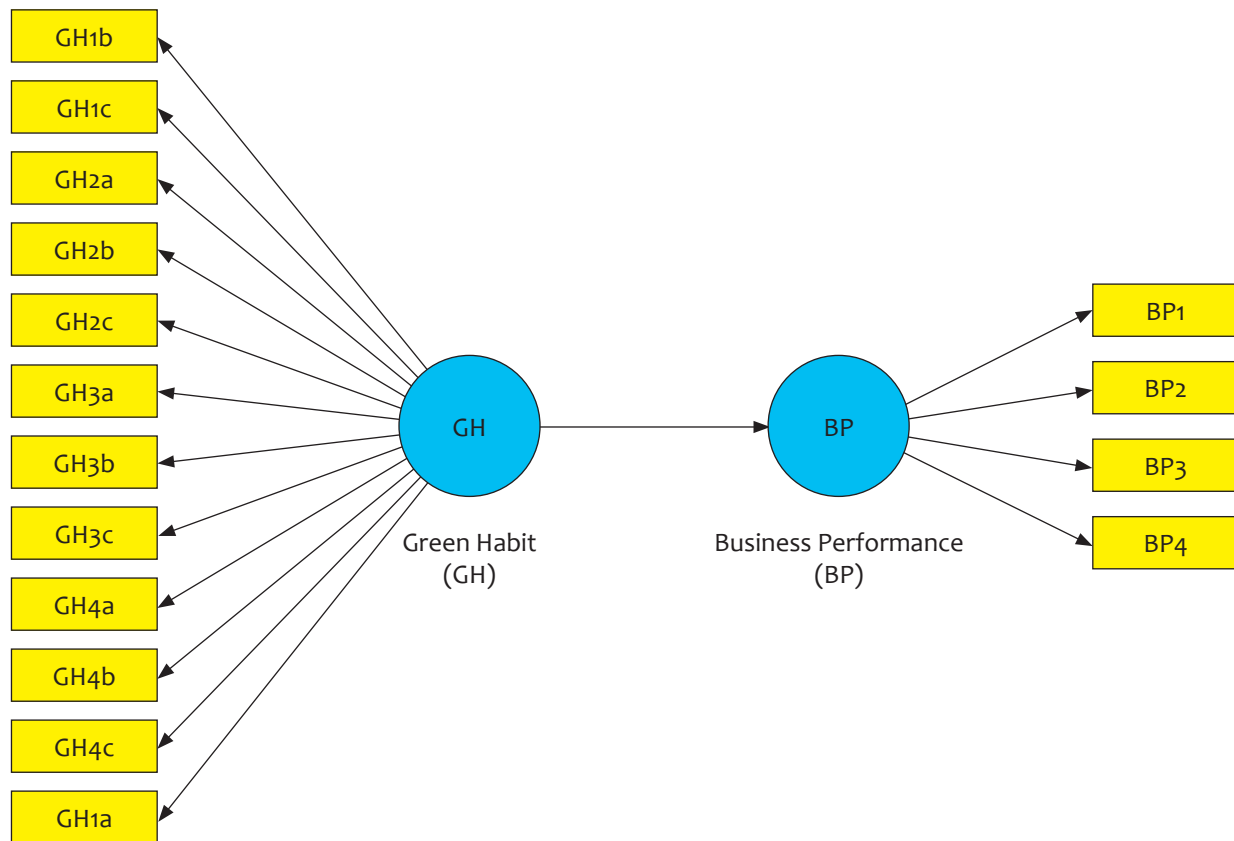 GH1b
GH1c
GH2a
GH2b
GH2c
GH3a
GH3b
GH3c
GH4a
GH4b
GH4c
GH1a
GH
Green Habit
(GH)
BP
Business Performance
(BP)
BP1
BP2
BP3
BP4